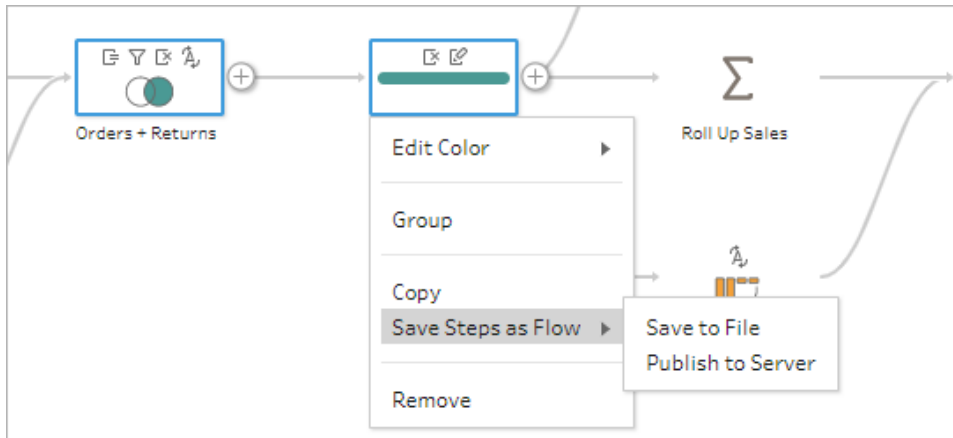 Orders + Returns
Roll Up Sales
Edit Color
Group
Copy
Save Steps as Flow
Save to File
Publish to Server
Remove